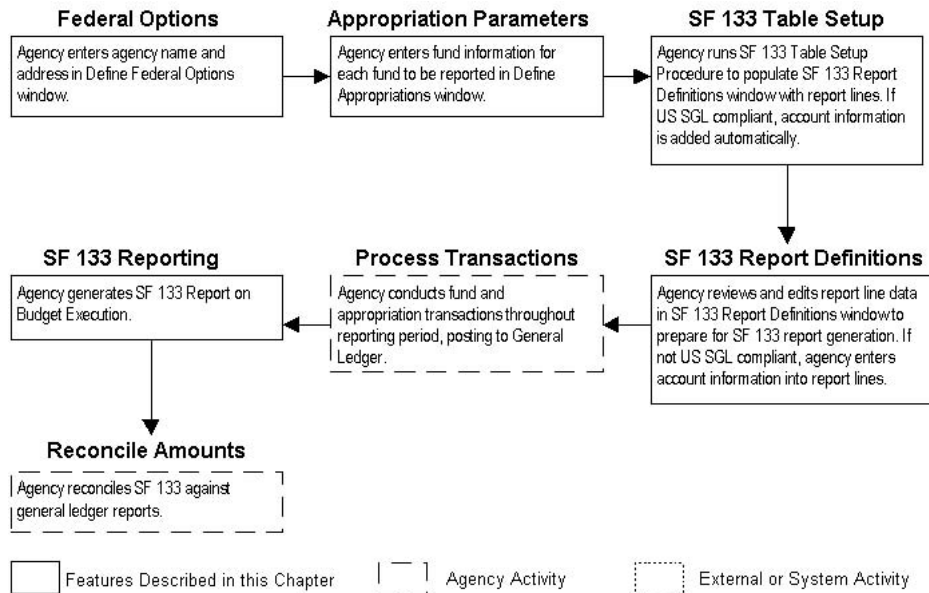 Federal Options
Agency enters agency name and
address in Define Federal Options
window.
Appropriation Parameters
Agency enters fund information for
each fund to be reported in Define
Appropriations window.
SF 133 Table Setup
Agency runs SF 133 Table Setup
Procedure to populate SF 133 Report
Definitions window with report lines. If
US SGL compliant, account information
is added automatically.
SF 133 Report Definitions
Agency reviews and edits report line data
in SF 133 Report Definitions window to
prepare for SF 133 report generation. If
not US SGL compliant, agency enters
account information into report lines.
Process Transactions
Agency conducts fund and
appropriation transactions throughout
reporting period, posting to General
Ledger.
SF 133 Reporting
Agency generates SF 133 Report on
Budget Execution.
Reconcile Amounts
Agency reconciles SF 133 against
general ledger reports.
Features Described in this Chapter
Agency Activity
External or System Activity